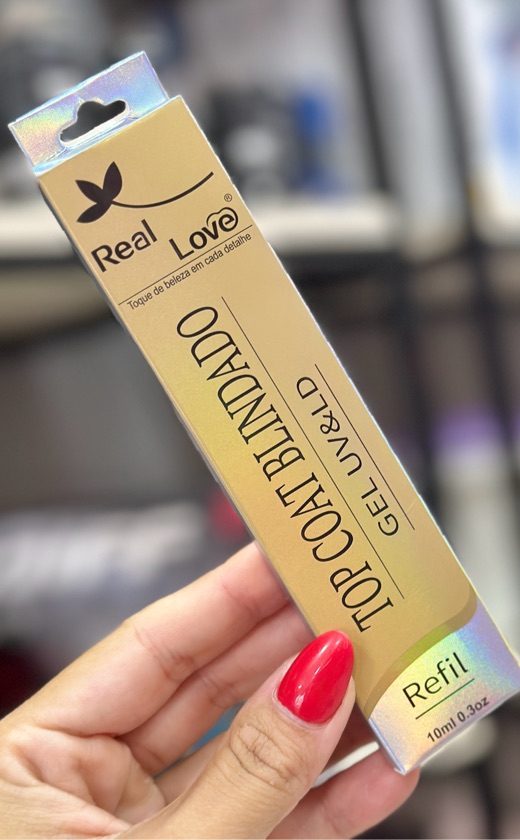 Real Love®
Toque de beleza em cada detalhe
TOP COAT BLINDADO
GEL UV&LD
Refil
10ml 0.3oz